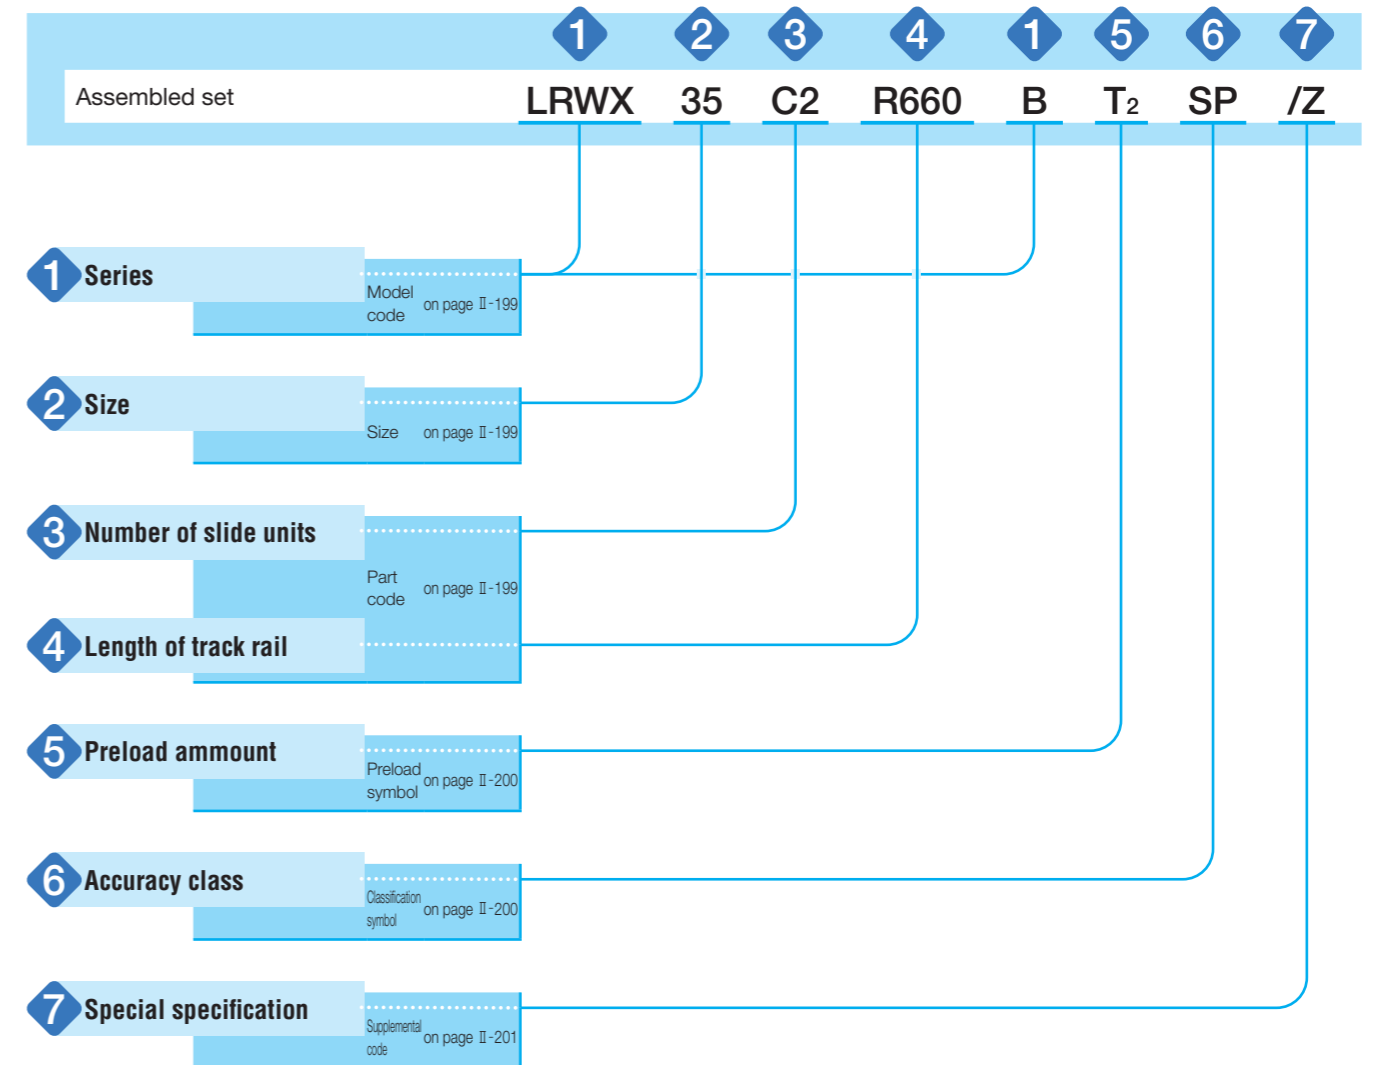 1 2 3 4 1 5 6 7
Assembled set LRWX 35 C2 R660 B T2 SP /Z
1 Series
Model
code on page Ⅱ-199
2 Size
Size on page Ⅱ-199
3 Number of slide units
Part
code on page Ⅱ-199
4 Length of track rail
5 Preload ammount
Preload
symbol on page Ⅱ-200
6 Accuracy class
Classification
symbol on page Ⅱ-200
7 Special specification
Supplemental
code on page Ⅱ-201